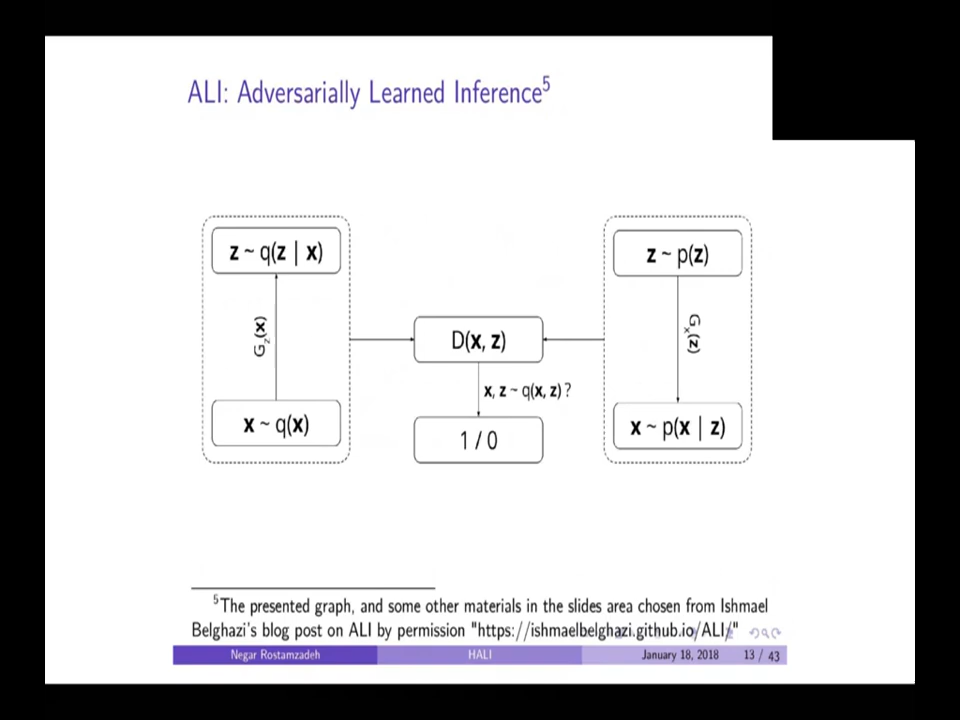 ALI: Adversarially Learned Inference5
z ~ q(z | x)
Gz(x)
x ~ q(x)
D(x, z)
x, z ~ q(x, z) ?
1 / 0
z ~ p(z)
Gx(z)
x ~ p(x | z)
5The presented graph, and some other materials in the slides area chosen from Ishmael
Belghazi's blog post on ALI by permission "https://ishmaelbelghazi.github.io/ALI/"
Negar Rostamzadeh HALI January 18, 2018 13 / 43